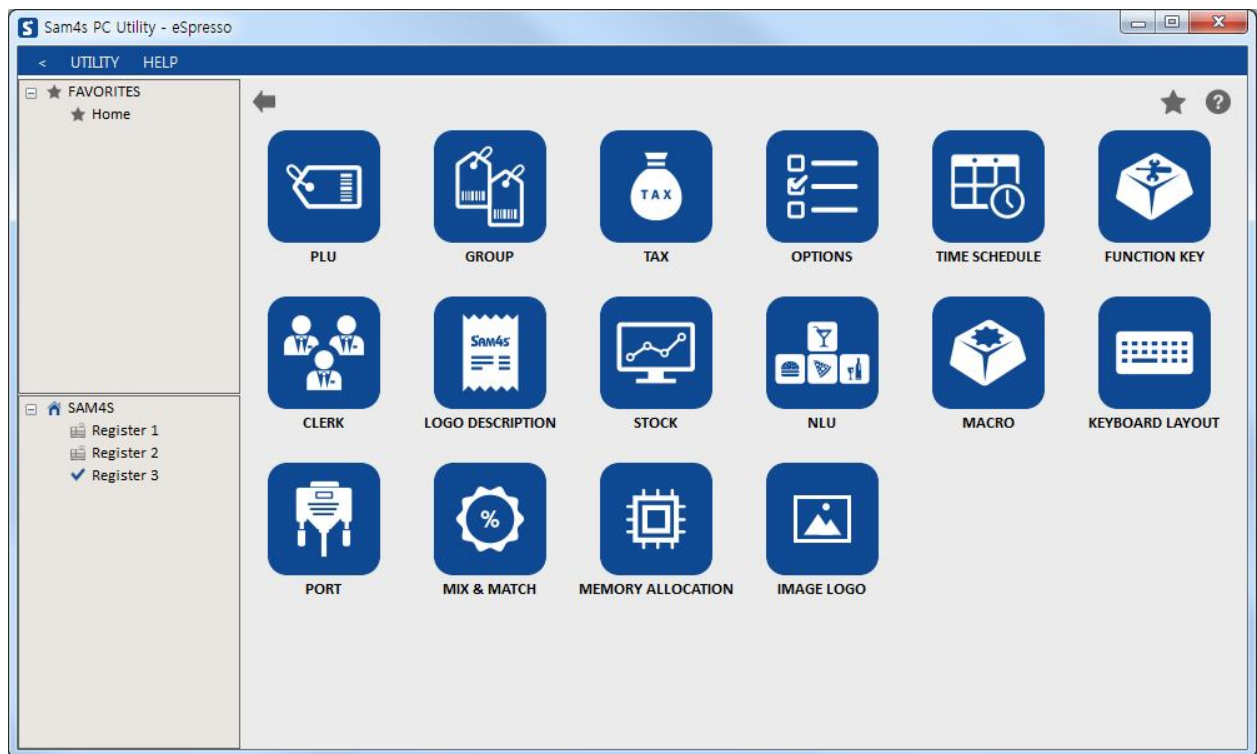 Sam4s PC Utility - eSpresso
< UTILITY HELP
FAVORITES
Home
SAM4S
Register 1
Register 2
Register 3
TAX
PLU GROUP TAX OPTIONS TIME SCHEDULE FUNCTION KEY
SAM4S
CLERK LOGO DESCRIPTION STOCK NLU MACRO KEYBOARD LAYOUT
%
PORT MIX & MATCH MEMORY ALLOCATION IMAGE LOGO